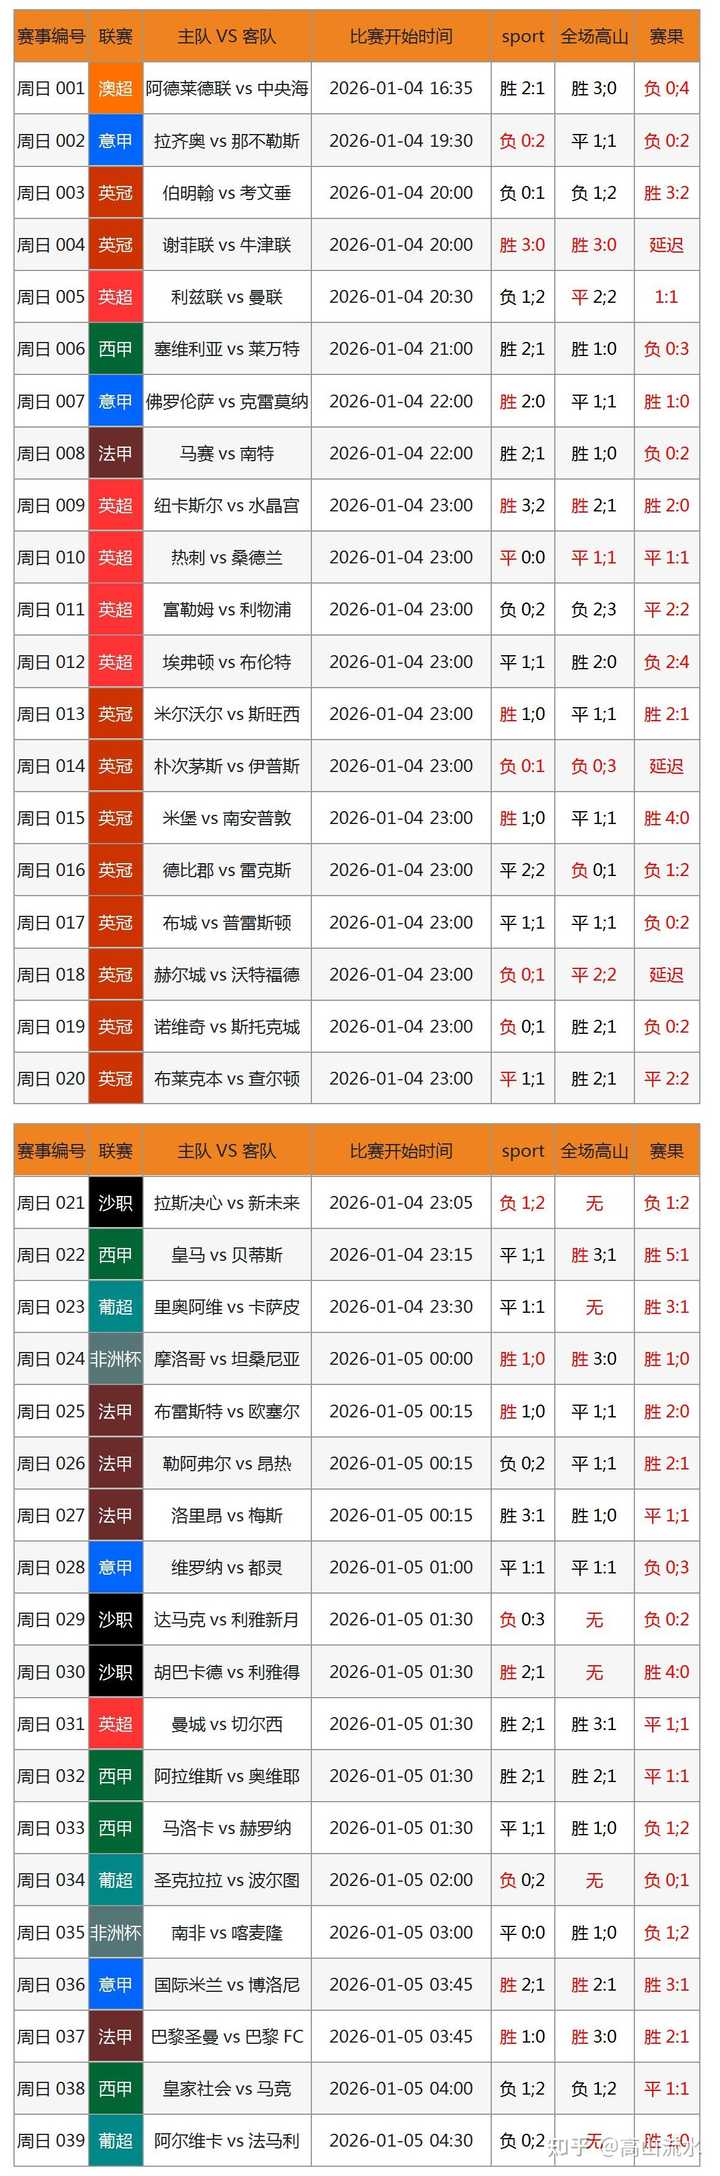 赛事编号 联赛 主队 VS 客队 比赛开始时间 sport 全场高山 赛果
周日 001 澳超 阿德莱德联 vs 中央海 2026-01-04 16:35 胜 2:1 胜 3;0 负 0;4
周日 002 意甲 拉齐奥 vs 那不勒斯 2026-01-04 19:30 负 0:2 平 1;1 负 0:2
周日 003 英冠 伯明翰 vs 考文垂 2026-01-04 20:00 负 0:1 负 1;2 胜 3:2
周日 004 英冠 谢菲联 vs 牛津联 2026-01-04 20:00 胜 3:0 胜 3:0 延迟
周日 005 英超 利兹联 vs 曼联 2026-01-04 20:30 负 1;2 平 2;2 1:1
周日 006 西甲 塞维利亚 vs 莱万特 2026-01-04 21:00 胜 2;1 胜 1:0 负 0:3
周日 007 意甲 佛罗伦萨 vs 克雷莫纳 2026-01-04 22:00 胜 2:0 平 1;1 胜 1:0
周日 008 法甲 马赛 vs 南特 2026-01-04 22:00 胜 2;1 胜 1;0 负 0:2
周日 009 英超 纽卡斯尔 vs 水晶宫 2026-01-04 23:00 胜 3;2 胜 2;1 胜 2:0
周日 010 英超 热刺 vs 桑德兰 2026-01-04 23:00 平 0:0 平 1;1 平 1:1
周日 011 英超 富勒姆 vs 利物浦 2026-01-04 23:00 负 0;2 负 2;3 平 2:2
周日 012 英超 埃弗顿 vs 布伦特 2026-01-04 23:00 平 1;1 胜 2:0 负 2:4
周日 013 英冠 米尔沃尔 vs 斯旺西 2026-01-04 23:00 胜 1;0 平 1;1 胜 2:1
周日 014 英冠 朴次茅斯 vs 伊普斯 2026-01-04 23:00 负 0:1 负 0;3 延迟
周日 015 英冠 米堡 vs 南安普敦 2026-01-04 23:00 胜 1;0 平 1;1 胜 4:0
周日 016 英冠 德比郡 vs 雷克斯 2026-01-04 23:00 平 2;2 负 0;1 负 1:2
周日 017 英冠 布城 vs 普雷斯顿 2026-01-04 23:00 平 1;1 平 1;1 负 0:2
周日 018 英冠 赫尔城 vs 沃特福德 2026-01-04 23:00 负 0;1 平 2;2 延迟
周日 019 英冠 诺维奇 vs 斯托克城 2026-01-04 23:00 负 0;1 胜 2;1 负 0:2
周日 020 英冠 布莱克本 vs 查尔顿 2026-01-04 23:00 平 1;1 胜 2;1 平 2:2
赛事编号 联赛 主队 VS 客队 比赛开始时间 sport 全场高山 赛果
周日 021 沙职 拉斯决心 vs 新未来 2026-01-04 23:05 负 1;2 无 负 1:2
周日 022 西甲 皇马 vs 贝蒂斯 2026-01-04 23:15 平 1;1 胜 3;1 胜 5:1
周日 023 葡超 里奥阿维 vs 卡萨皮 2026-01-04 23:30 平 1:1 无 胜 3:1
周日 024 非洲杯 摩洛哥 vs 坦桑尼亚 2026-01-05 00:00 胜 1;0 胜 3:0 胜 1;0
周日 025 法甲 布雷斯特 vs 欧塞尔 2026-01-05 00:15 胜 1;0 平 1;1 胜 2:0
周日 026 法甲 勒阿弗尔 vs 昂热 2026-01-05 00:15 负 0;2 平 1;1 胜 2:1
周日 027 法甲 洛里昂 vs 梅斯 2026-01-05 00:15 胜 3:1 胜 1;0 平 1;1
周日 028 意甲 维罗纳 vs 都灵 2026-01-05 01:00 平 1:1 平 1:1 负 0;3
周日 029 沙职 达马克 vs 利雅新月 2026-01-05 01:30 负 0:3 无 负 0:2
周日 030 沙职 胡巴卡德 vs 利雅得 2026-01-05 01:30 胜 2;1 无 胜 4:0
周日 031 英超 曼城 vs 切尔西 2026-01-05 01:30 胜 2;1 胜 3:1 平 1;1
周日 032 西甲 阿拉维斯 vs 奥维耶 2026-01-05 01:30 胜 2;1 胜 2;1 平 1:1
周日 033 西甲 马洛卡 vs 赫罗纳 2026-01-05 01:30 平 1;1 胜 1;0 负 1;2
周日 034 葡超 圣克拉拉 vs 波尔图 2026-01-05 02:00 负 0;2 无 负 0;1
周日 035 非洲杯 南非 vs 喀麦隆 2026-01-05 03:00 平 0:0 胜 1;0 负 1;2
周日 036 意甲 国际米兰 vs 博洛尼 2026-01-05 03:45 胜 2;1 胜 2:1 胜 3:1
周日 037 法甲 巴黎圣曼 vs 巴黎 FC 2026-01-05 03:45 胜 1:0 胜 3:0 胜 2:1
周日 038 西甲 皇家社会 vs 马竞 2026-01-05 04:00 负 1;2 负 1;2 平 1:1
周日 039 葡超 阿尔维卡 vs 法马利 2026-01-05 04:30 负 0;2 无 胜 1:0
知乎 @高山流水